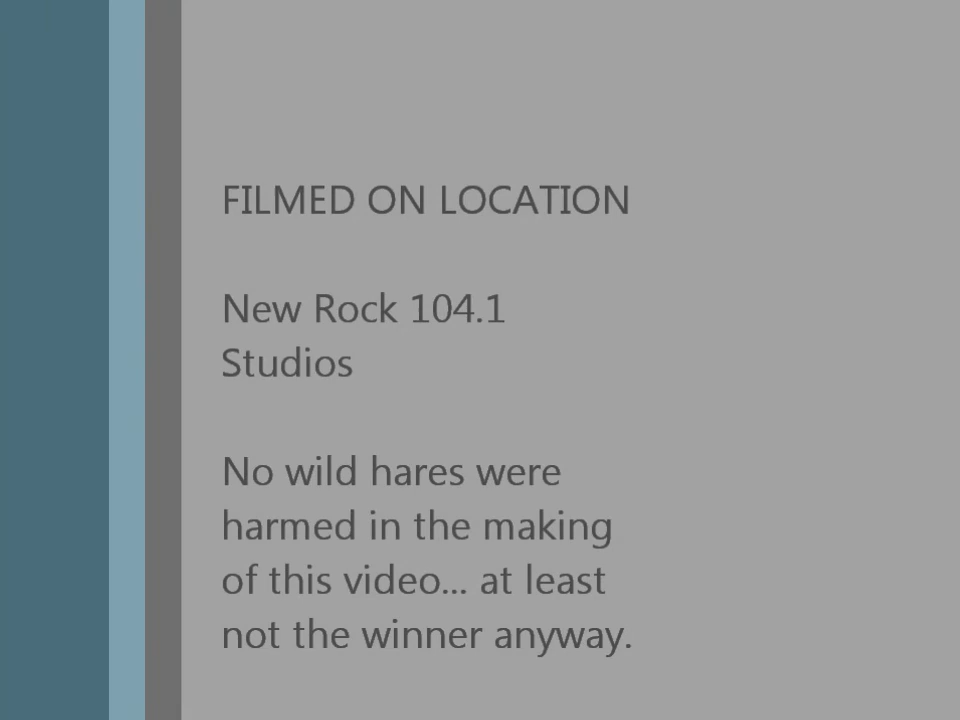 FILMED ON LOCATION
New Rock 104.1
Studios
No wild hares were
harmed in the making
of this video... at least
not the winner anyway.